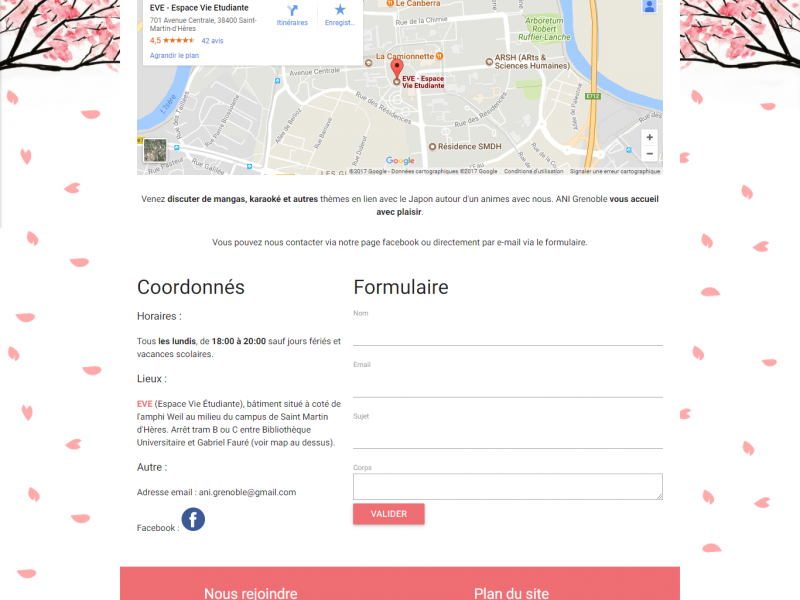 EVE - Espace Vie Etudiante
701 Avenue Centrale, 38400 Saint-
Martin-d'Hères
4,5 ★★★★★ 42 avis
Agrandir le plan
Itinéraires
Enregist...
Le Canberra
Rue de la Chimie
Arboretum
Robert
Ruffier-Lanche
La Camionnette
ARSH (ARts &
Sciences Humaines)
EVE - Espace
Vie Etudiante
Avenue Centrale
L'Isère
Rue des Résidences
Rue des Résidences
E712
Résidence SMDH
Rue Pasteur
Google
©2017 Google - Données cartographiques ©2017 Google
Conditions d'utilisation
Signaler une erreur cartographique
Venez discuter de mangas, karaoké et autres thèmes en lien avec le Japon autour d'un animes avec nous. ANI Grenoble vous accueil
avec plaisir.
Vous pouvez nous contacter via notre page facebook ou directement par e-mail via le formulaire.
Coordonnés
Horaires :
Tous les lundis, de 18:00 à 20:00 sauf jours fériés et
vacances scolaires.
Lieux :
EVE (Espace Vie Étudiante), bâtiment situé à coté de
l'amphi Weil au milieu du campus de Saint Martin
d'Hères. Arrêt tram B ou C entre Bibliothèque
Universitaire et Gabriel Fauré (voir map au dessus).
Autre :
Adresse email : ani.grenoble@gmail.com
Facebook :
Formulaire
Nom
Email
Sujet
Corps
VALIDER
Nous rejoindre
Plan du site